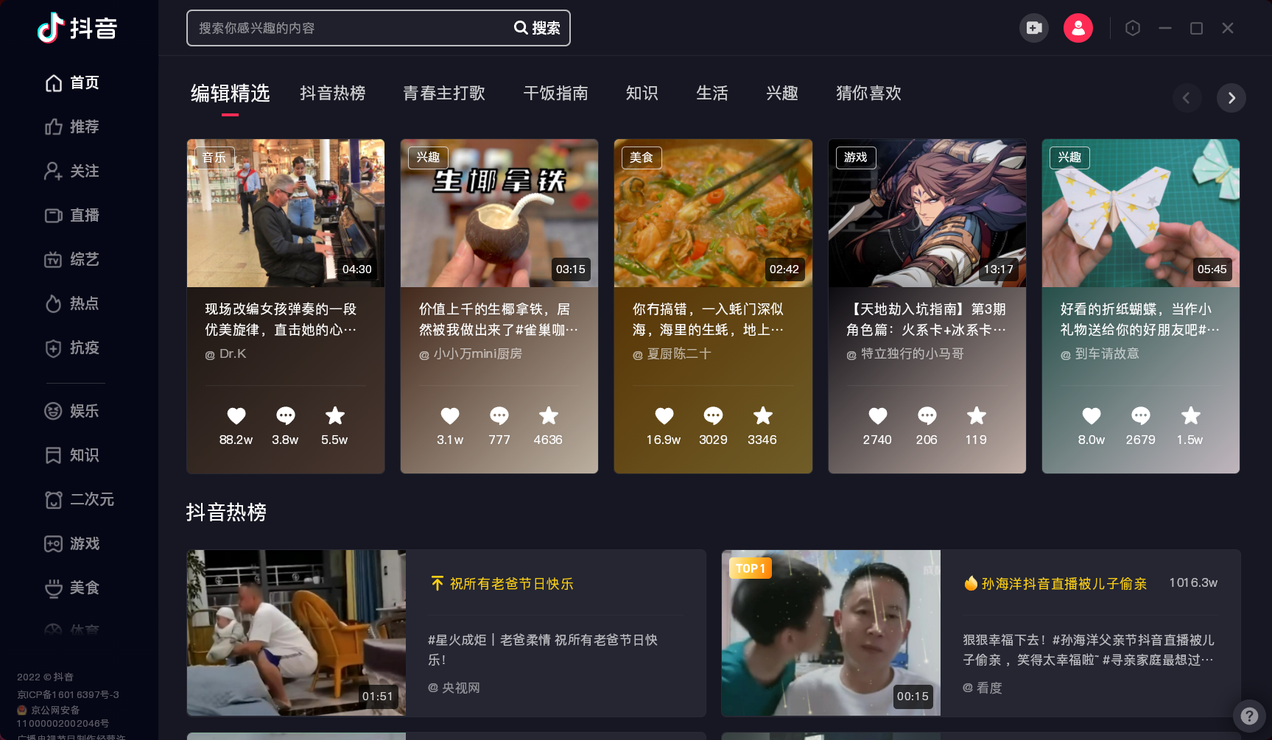 抖音
搜索你感兴趣的内容
搜索
首页
推荐
关注
直播
综艺
热点
抗疫
娱乐
知识
二次元
游戏
美食
体育
2022 © 抖音
京ICP备16016397号-3
京公网安备
11000002002046号
广播电视节目制作经营许
编辑精选 抖音热榜 青春主打歌 干饭指南 知识 生活 兴趣 猜你喜欢
音乐
04:30
现场改编女孩弹奏的一段
优美旋律，直击她的心…
@ Dr.K
88.2w 3.8w 5.5w
兴趣
生椰拿铁
03:15
价值上千的生椰拿铁，居
然被我做出来了#雀巢咖…
@ 小小万mini厨房
3.1w 777 4636
美食
02:42
你冇搞错，一入蚝门深似
海，海里的生蚝，地上…
@ 夏厨陈二十
16.9w 3029 3346
游戏
13:17
【天地劫入坑指南】第3期
角色篇：火系卡+冰系卡…
@ 特立独行的小马哥
2740 206 119
兴趣
05:45
好看的折纸蝴蝶，当作小
礼物送给你的好朋友吧#…
@ 到车请故意
8.0w 2679 1.5w
抖音热榜
01:51
祝所有老爸节日快乐
#星火成炬丨老爸柔情 祝所有老爸节日快
乐！
@ 央视网
TOP 1
00:15
孙海洋抖音直播被儿子偷亲 1016.3w
狠狠幸福下去！#孙海洋父亲节抖音直播被儿
子偷亲 ，笑得太幸福啦~ #寻亲家庭最想过…
@ 看度